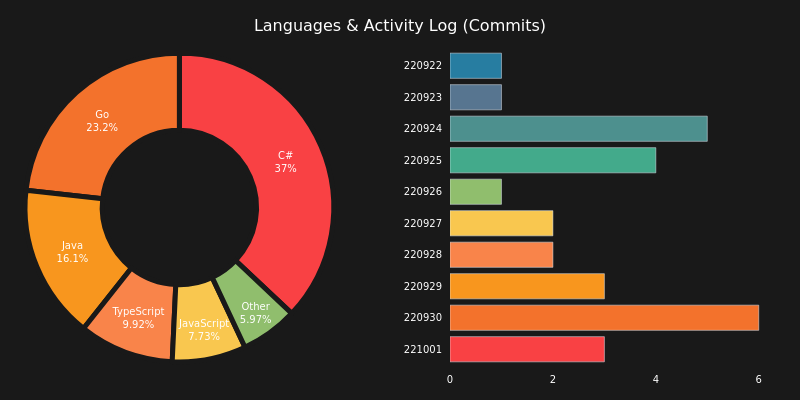 Languages & Activity Log (Commits)
Go
23.2%
C#
37%
Java
16.1%
TypeScript
9.92%
JavaScript
7.73%
Other
5.97%
220922
220923
220924
220925
220926
220927
220928
220929
220930
221001
0 2 4 6